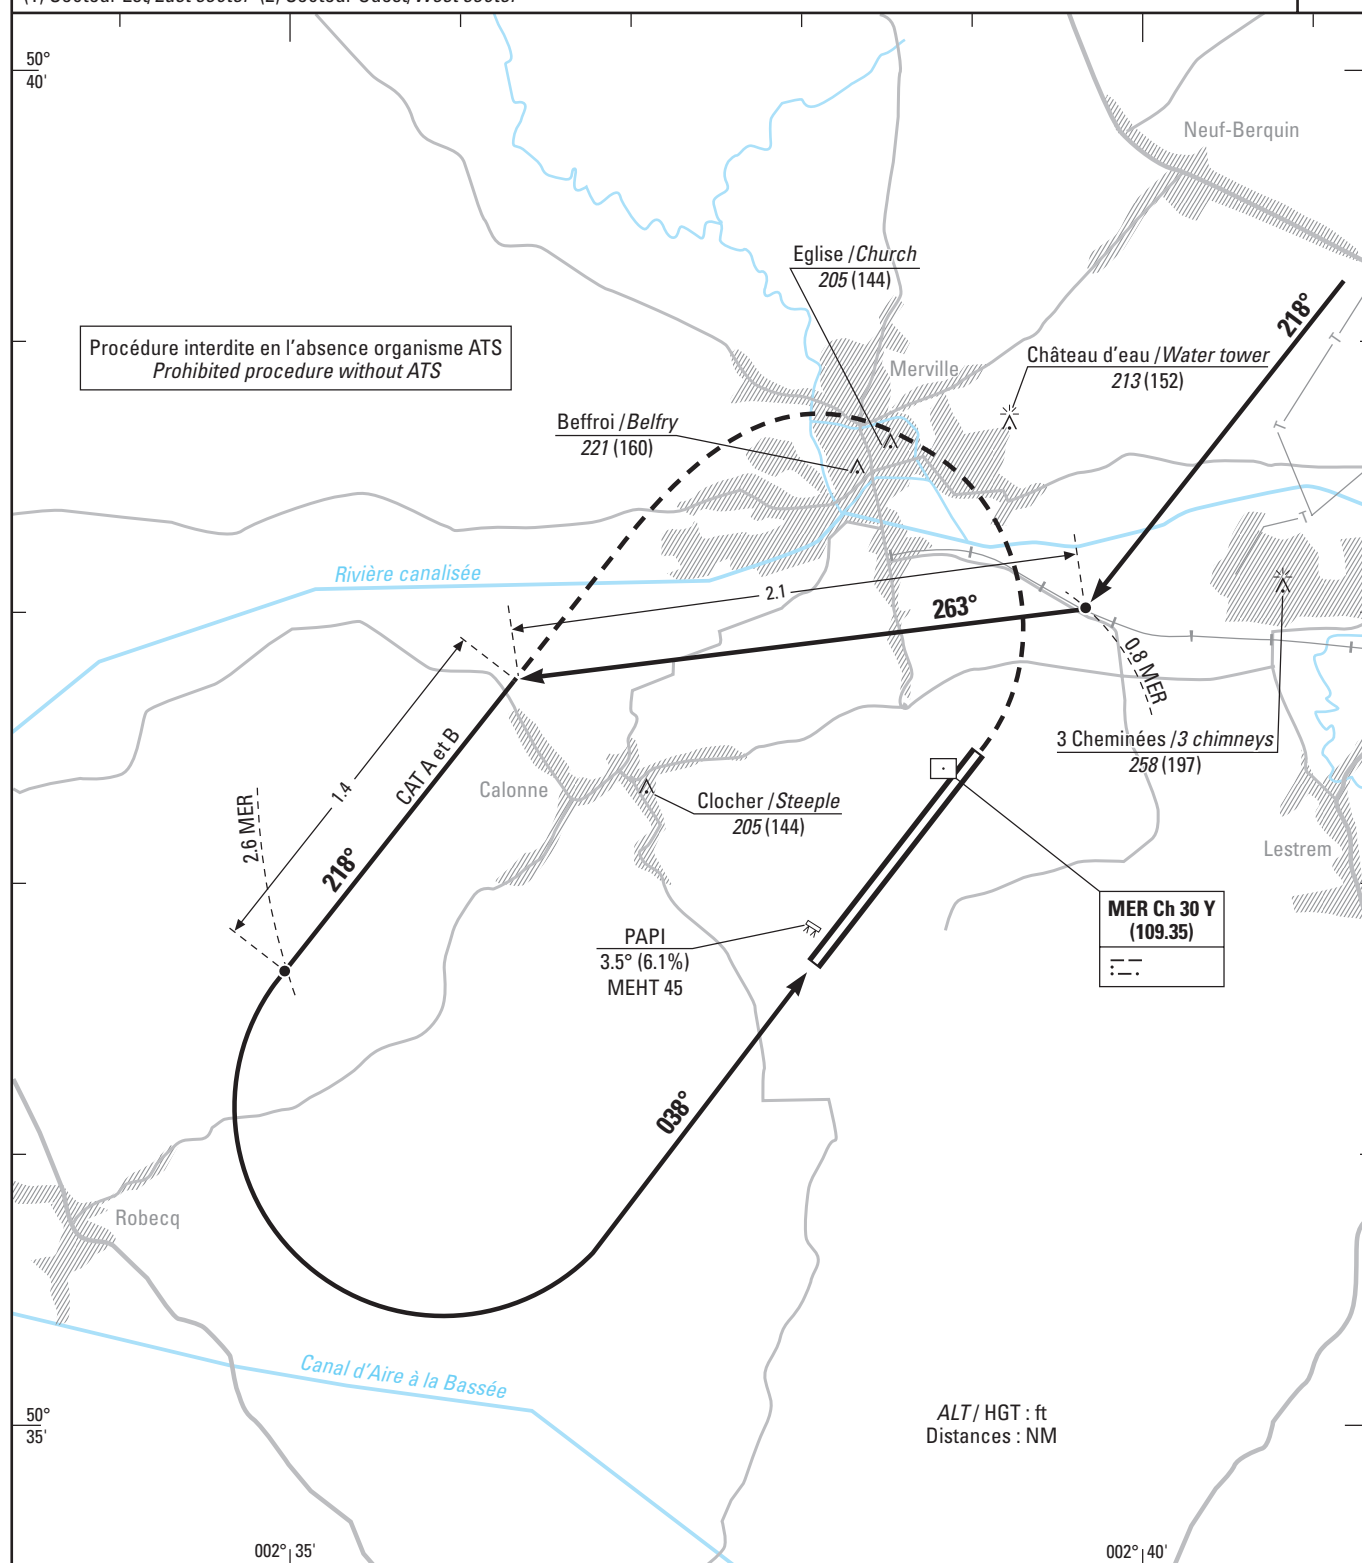 50°
40'
Neuf-Berquin
Eglise / Church
205 (144)
218°
Procédure interdite en l'absence organisme ATS
Prohibited procedure without ATS
Merville
Château d'eau / Water tower
213 (152)
Beffroi / Belfry
221 (160)
Rivière canalisée
2.1
263°
0.8 MER
3 Cheminées / 3 chimneys
258 (197)
CAT A et B
1.4
Calonne
2.6 MER
218°
Clocher / Steeple
205 (144)
Lestrem
MER Ch 30 Y
(109.35)
PAPI
3.5° (6.1%)
MEHT 45
038°
Robecq
Canal d'Aire à la Bassée
ALT / HGT : ft
Distances : NM
50°
35'
002° 35'
002° 40'